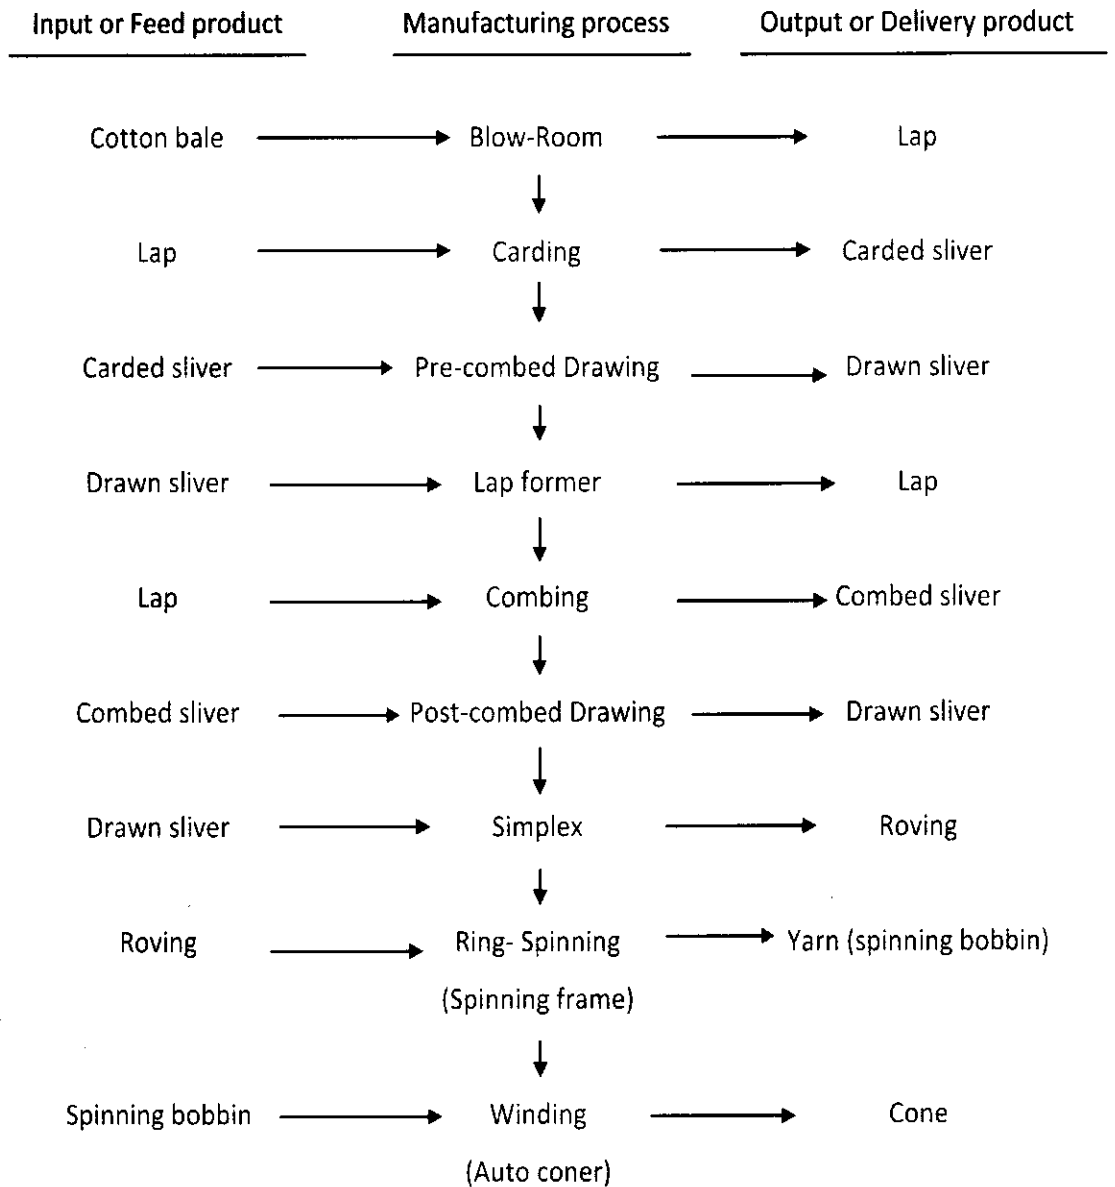 Input or Feed product Manufacturing process Output or Delivery product
Cotton bale Blow-Room Lap
Lap Carding Carded sliver
Carded sliver Pre-combed Drawing Drawn sliver
Drawn sliver Lap former Lap
Lap Combing Combed sliver
Combed sliver Post-combed Drawing Drawn sliver
Drawn sliver Simplex Roving
Roving Ring- Spinning Yarn (spinning bobbin)
(Spinning frame)
Spinning bobbin Winding Cone
(Auto coner)